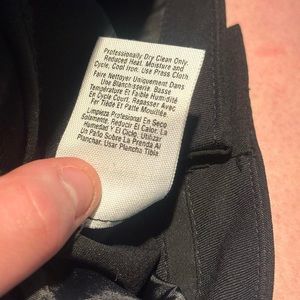 Professionally Dry Clean Only.
Reduced Heat, Moisture and
Cycle, Cool Iron. Use Press Cloth
Faire Nettoyer Uniquement Dans
Une Blanchisserie. Basse
Température Et Faible Humidité
En Cycle Court. Repasser Avec
Fer Tiède Et Patte Mouillée
Limpieza Profesional En Seco
Solamente. Reducir El Calor, La
Humedad Y El Ciclo. Utilizar
Un Paño Sobre La Prenda Al
Planchar. Usar Plancha Tibia